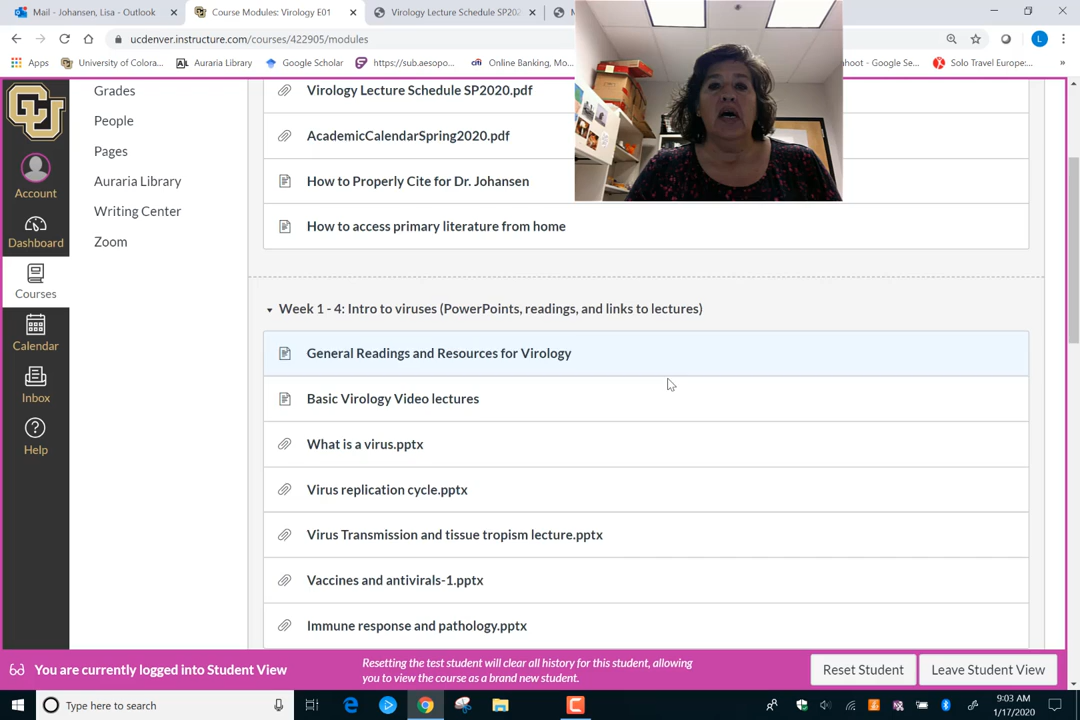 Mail - Johansen, Lisa - Outlook
Course Modules: Virology E01
Virology Lecture Schedule SP202
ucdenver.instructure.com/courses/422905/modules
L
Apps
University of Colora...
Auraria Library
Google Scholar
https://sub.aesopo...
Online Banking, Mo...
ahoot - Google Se...
Solo Travel Europe:...
CU
Account
Dashboard
Courses
Calendar
Inbox
Help
Grades
People
Pages
Auraria Library
Writing Center
Zoom
Virology Lecture Schedule SP2020.pdf
AcademicCalendarSpring2020.pdf
How to Properly Cite for Dr. Johansen
How to access primary literature from home
Week 1 - 4: Intro to viruses (PowerPoints, readings, and links to lectures)
General Readings and Resources for Virology
Basic Virology Video lectures
What is a virus.pptx
Virus replication cycle.pptx
Virus Transmission and tissue tropism lecture.pptx
Vaccines and antivirals-1.pptx
Immune response and pathology.pptx
You are currently logged into Student View
Resetting the test student will clear all history for this student, allowing
you to view the course as a brand new student.
Reset Student
Leave Student View
Type here to search
9:03 AM
1/17/2020